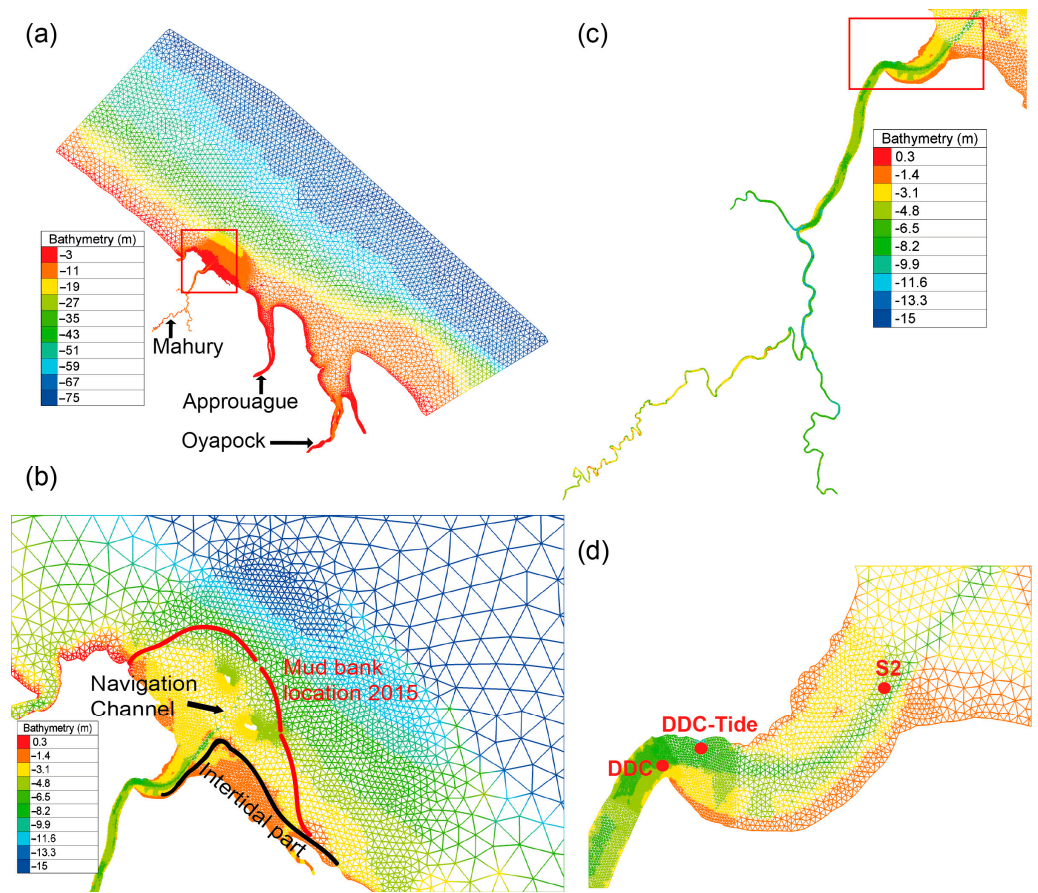 (a)
Bathymetry (m)
–3
–11
–19
–27
–35
–43
–51
–59
–67
–75
Mahury
Approuague
Oyapock
(b)
Mud bank
location 2015
Navigation
Channel
Intertidal part
Bathymetry (m)
0.3
–1.4
–3.1
–4.8
–6.5
–8.2
–9.9
–11.6
–13.3
–15
(c)
Bathymetry (m)
0.3
-1.4
-3.1
-4.8
-6.5
-8.2
-9.9
-11.6
-13.3
-15
(d)
S2
DDC-Tide
DDC